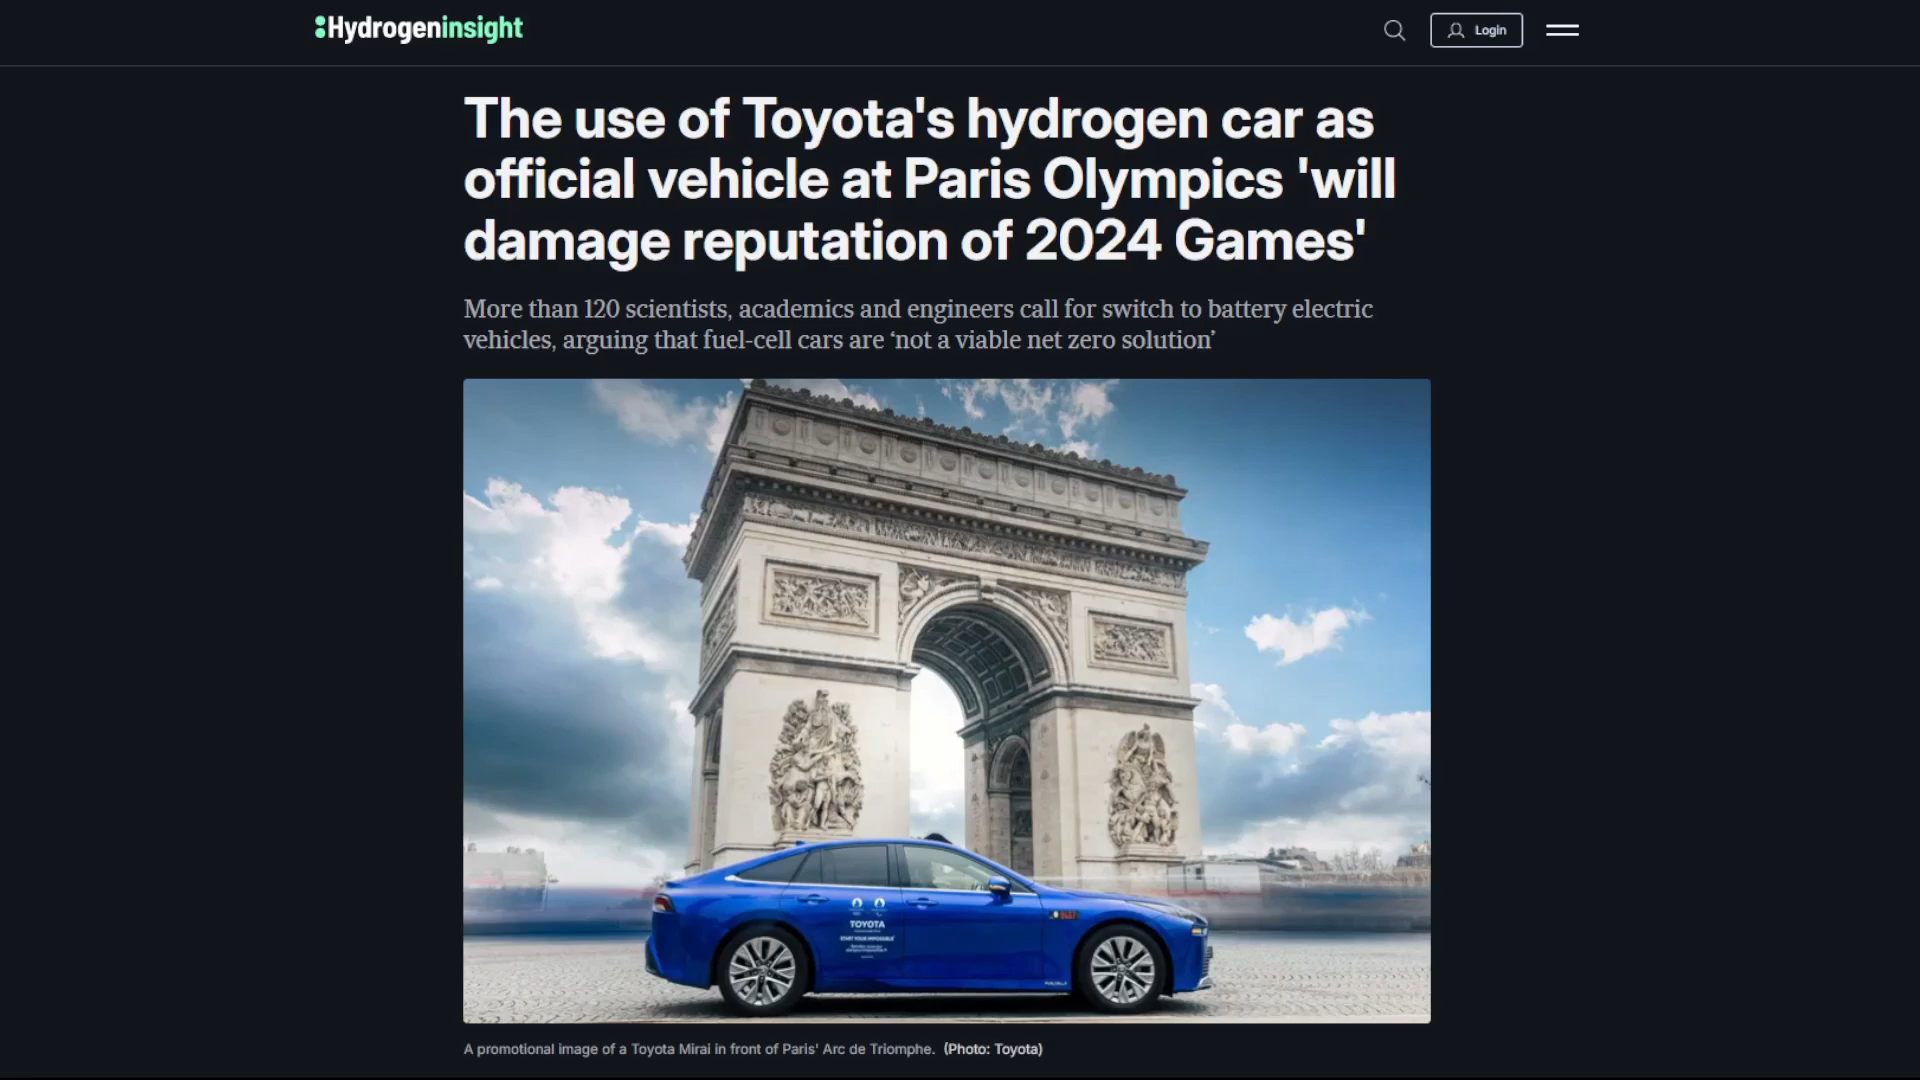 Hydrogeninsight
Login
The use of Toyota's hydrogen car as
official vehicle at Paris Olympics 'will
damage reputation of 2024 Games'
More than 120 scientists, academics and engineers call for switch to battery electric
vehicles, arguing that fuel-cell cars are ‘not a viable net zero solution’
TOYOTA
START YOUR IMPOSSIBLE
A promotional image of a Toyota Mirai in front of Paris' Arc de Triomphe. (Photo: Toyota)